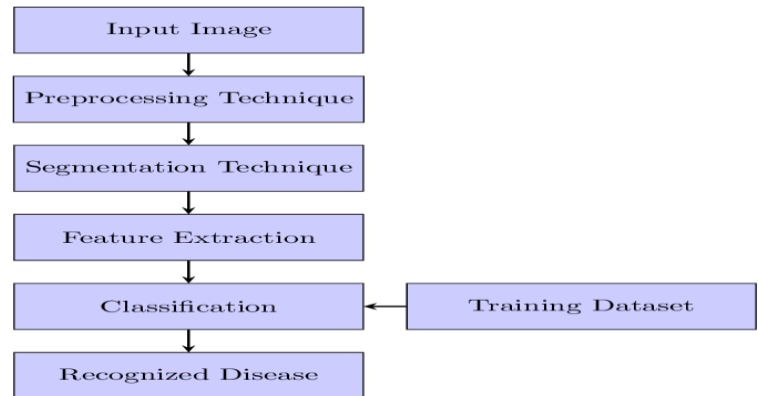 Input Image
Preprocessing Technique
Segmentation Technique
Feature Extraction
Classification
Training Dataset
Recognized Disease